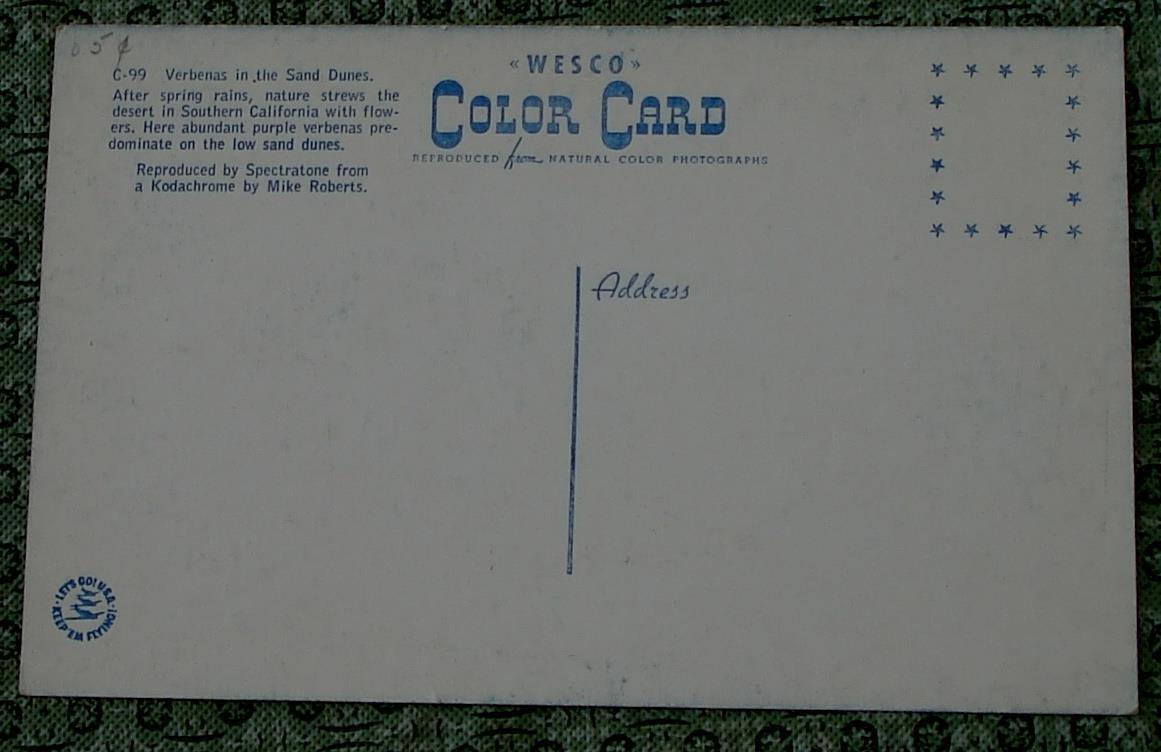 05¢
C-99 Verbenas in the Sand Dunes.
After spring rains, nature strews the
desert in Southern California with flow-
ers. Here abundant purple verbenas pre-
dominate on the low sand dunes.
Reproduced by Spectratone from
a Kodachrome by Mike Roberts.
«WESCO»
COLOR CARD
REPRODUCED from NATURAL COLOR PHOTOGRAPHS
Address
LET'S GO! U.S.A.
KEEP 'EM FLYING!